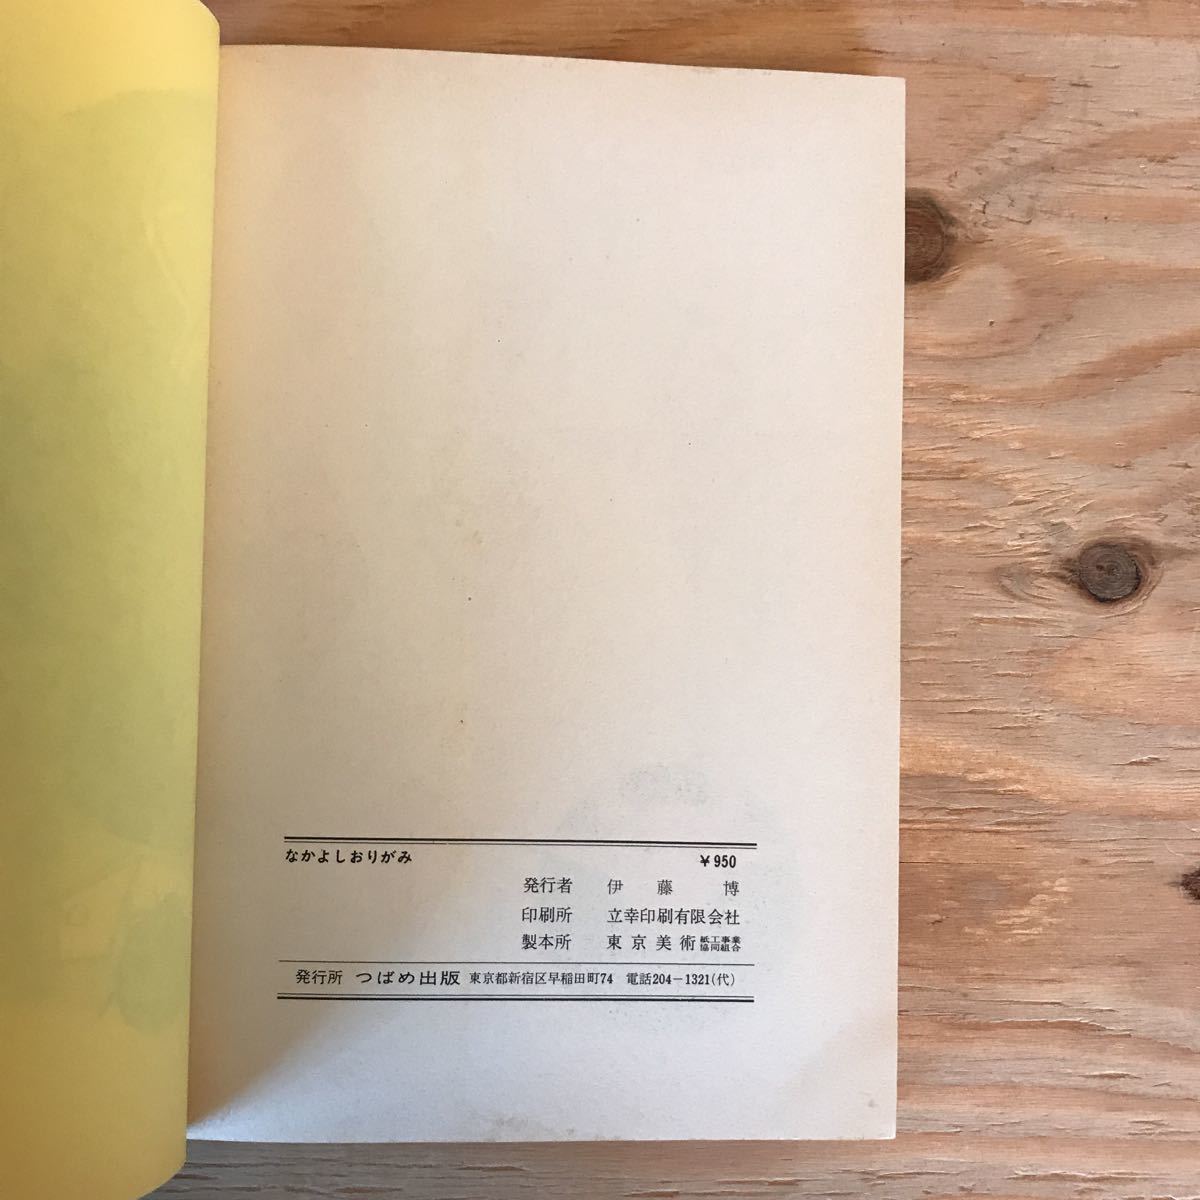 なかよしおりがみ ￥950
発行者 伊藤 博
印刷所 立幸印刷有限会社
製本所 東京美術紙工事業協同組合
発行所 つばめ出版 東京都新宿区早稲田町74 電話204－1321(代)